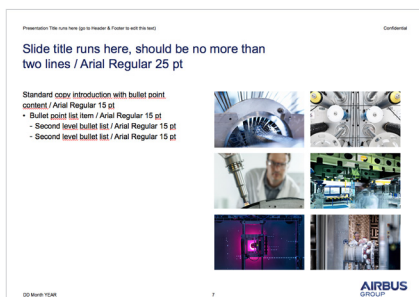 Presentation Title runs here (go to Header & Footer to edit this text)
Confidential
Slide title runs here, should be no more than
two lines / Arial Regular 25 pt
Standard copy introduction with bullet point
content / Arial Regular 15 pt
• Bullet point list item / Arial Regular 15 pt
- Second level bullet list / Arial Regular 15 pt
- Second level bullet list / Arial Regular 15 pt
DD Month YEAR
7
AIRBUS
GROUP